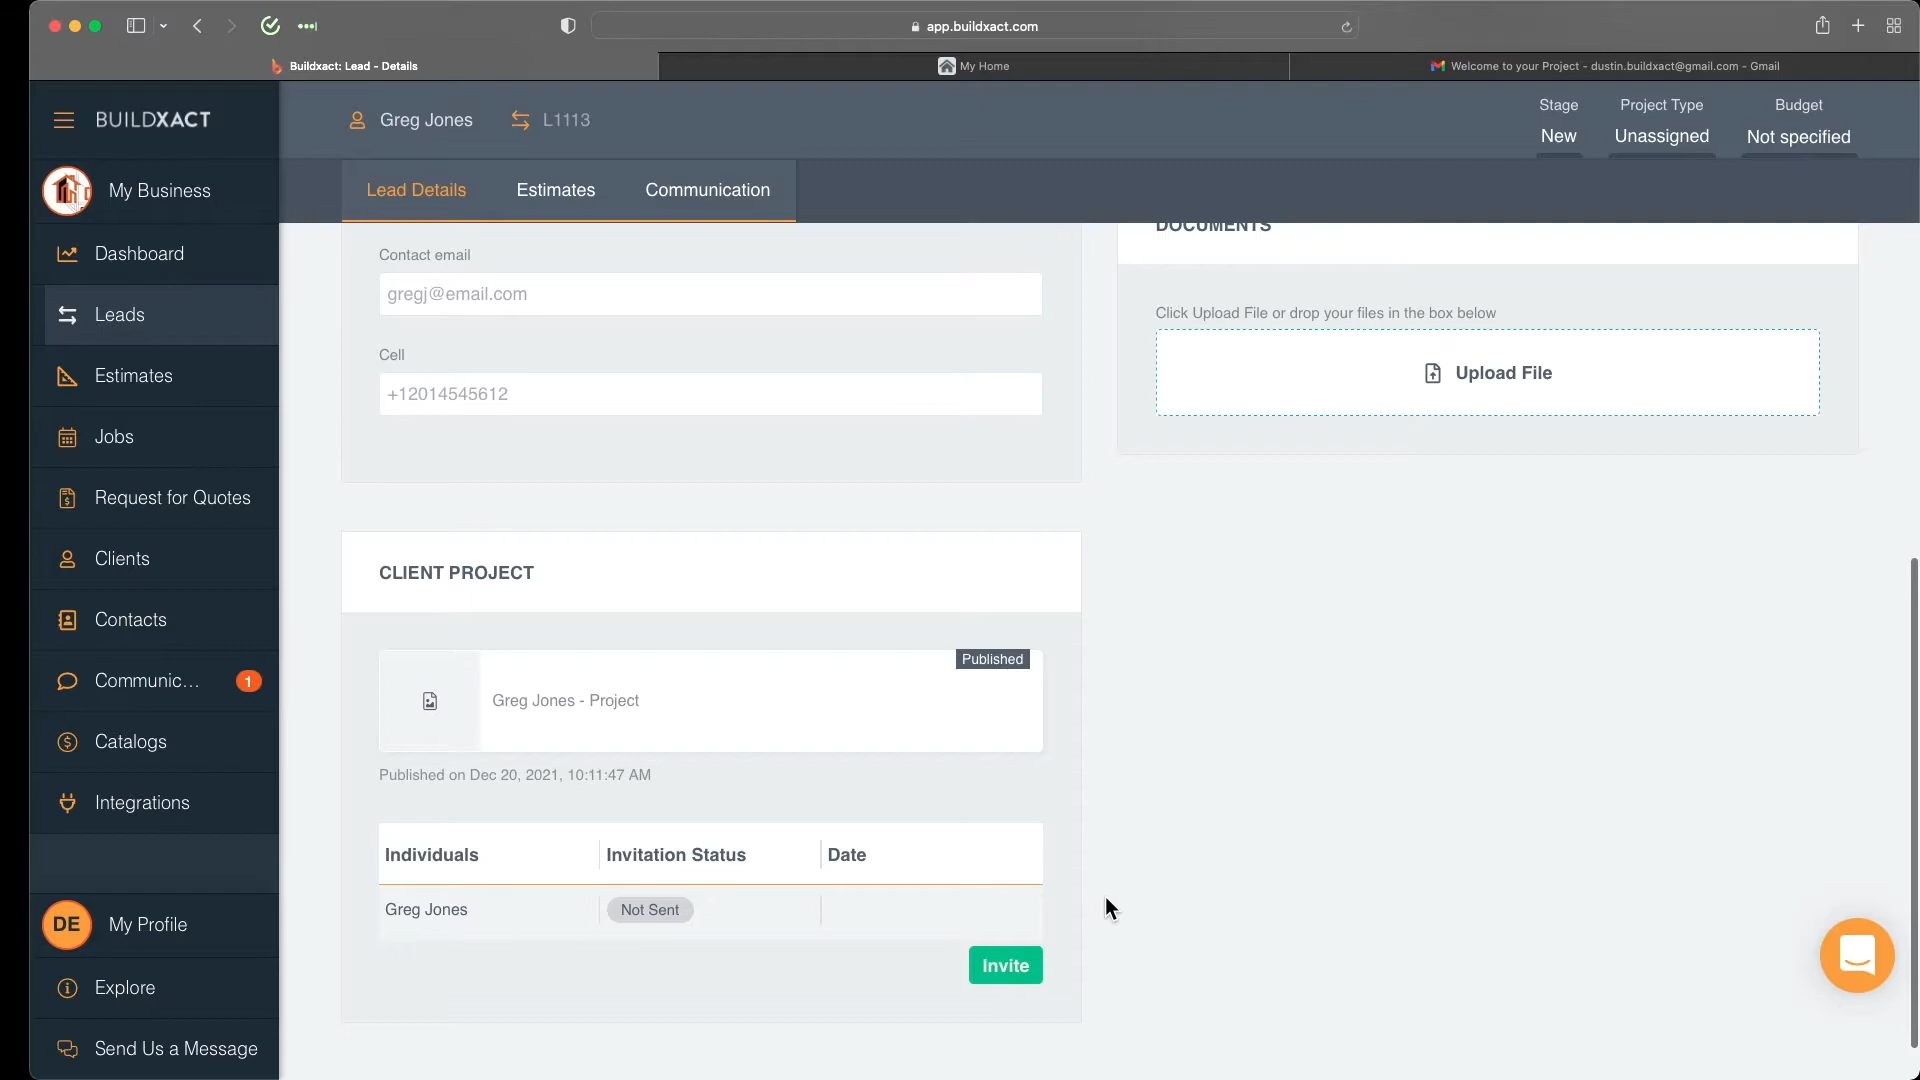 app.buildxact.com
Buildxact: Lead - Details
My Home
Welcome to your Project - dustin.buildxact@gmail.com - Gmail
BUILDXACT
Greg Jones
L1113
Stage
New
Project Type
Unassigned
Budget
Not specified
My Business
Dashboard
Leads
Estimates
Jobs
Request for Quotes
Clients
Contacts
Communic...
1
Catalogs
Integrations
DE
My Profile
Explore
Send Us a Message
Lead Details
Estimates
Communication
Contact email
gregj@email.com
Cell
+12014545612
DOCUMENTS
Click Upload File or drop your files in the box below
Upload File
CLIENT PROJECT
Published
Greg Jones - Project
Published on Dec 20, 2021, 10:11:47 AM
Individuals
Invitation Status
Date
Greg Jones
Not Sent
Invite